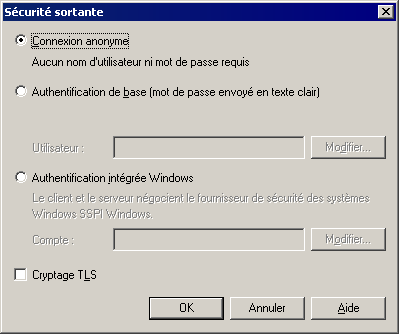 Sécurité sortante
Connexion anonyme
Aucun nom d'utilisateur ni mot de passe requis
Authentification de base (mot de passe envoyé en texte clair)
Utilisateur :
Modifier...
Authentification intégrée Windows
Le client et le serveur négocient le fournisseur de sécurité des systèmes
Windows SSPI Windows.
Compte :
Modifier...
Cryptage TLS
OK
Annuler
Aide